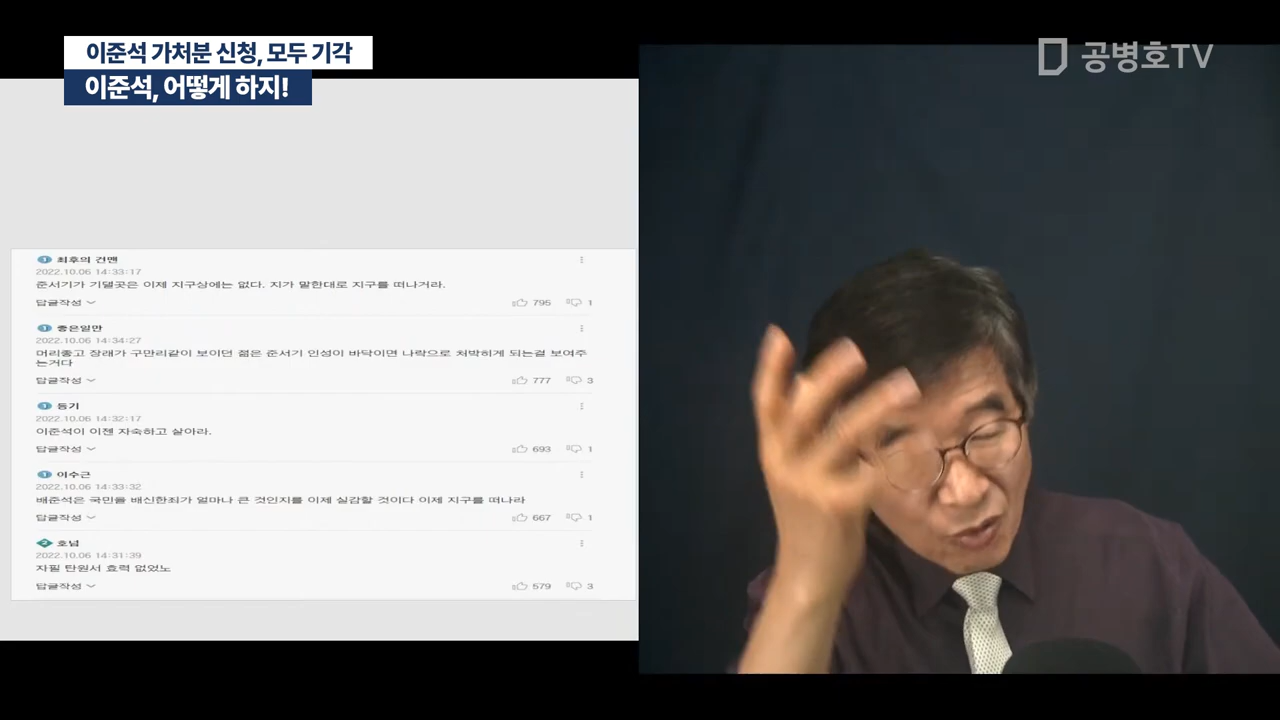 이준석 가처분 신청, 모두 기각
이준석, 어떻게 하지!
공병호TV
1 최후의 건맨
2022.10.06 14:33:17
준서기가 기댈곳은 이제 지구상에는 없다. 지가 말한대로 지구를 떠나거라.
답글작성
795 1
1 좋은일만
2022.10.06 14:34:27
머리좋고 장래가 구만리같이 보이던 젊은 준서기 인성이 바닥이면 나락으로 처박히게 되는걸 보여주
는거다
답글작성
777 3
1 동기
2022.10.06 14:32:17
이준석이 이젠 자숙하고 살아라.
답글작성
693 1
1 이수근
2022.10.06 14:33:32
배준석은 국민들 배신한죄가 얼마나 큰 것인지를 이제 실감할 것이다 이제 지구를 떠나라
답글작성
667 1
2 호넘
2022.10.06 14:31:39
자필 탄원서 효력 없었노
답글작성
579 3